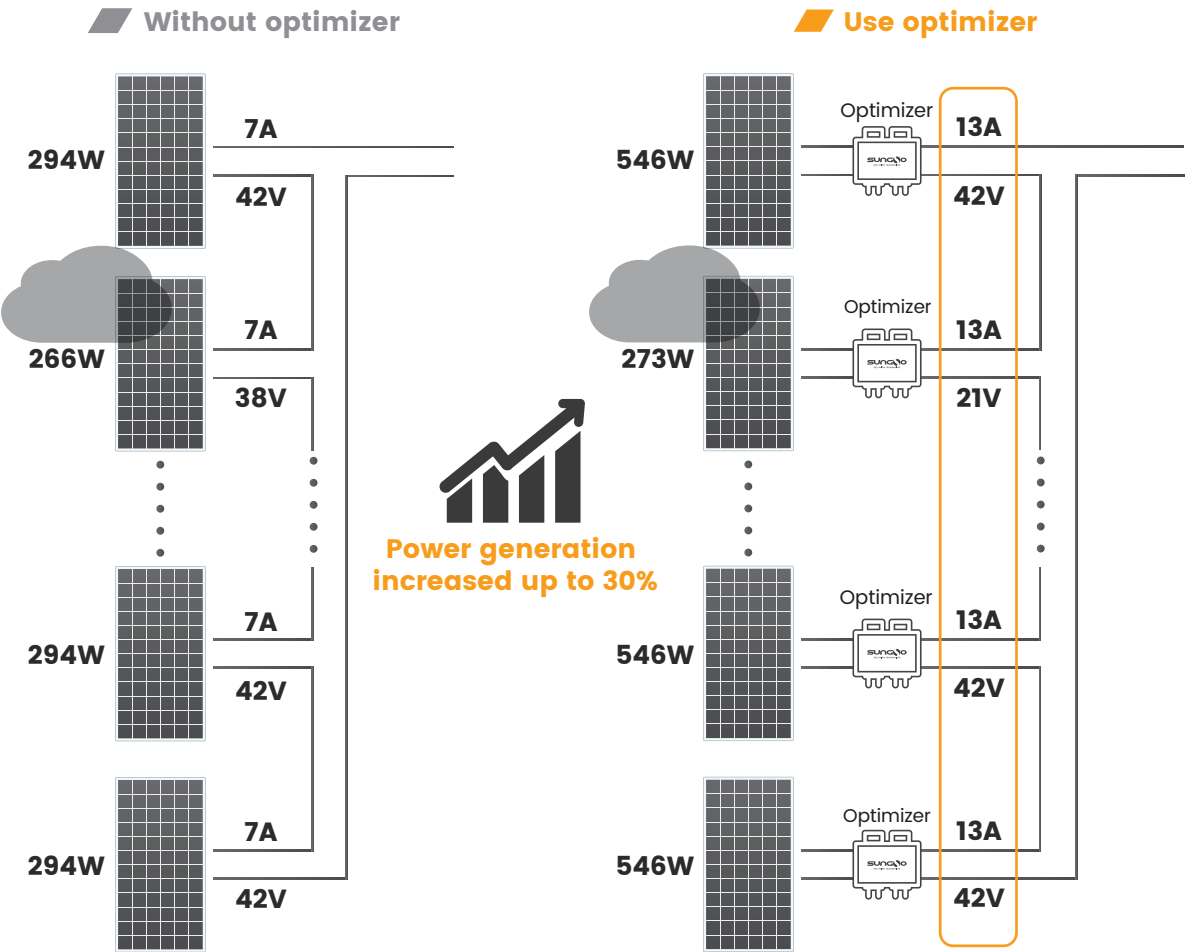 Without optimizer
7A
294W
42V
7A
266W
38V
7A
294W
42V
7A
294W
42V
Power generation
increased up to 30%
Use optimizer
Optimizer
13A
546W
42V
Optimizer
13A
273W
21V
Optimizer
13A
546W
42V
Optimizer
13A
546W
42V